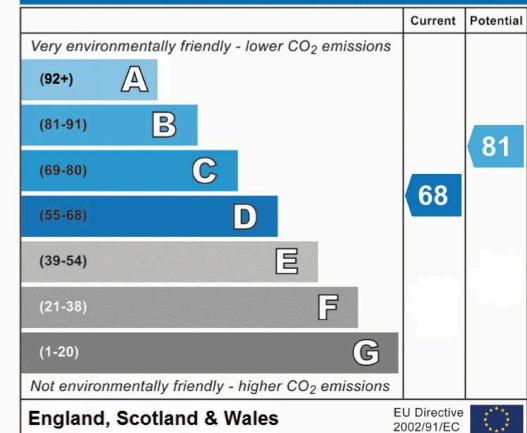 Current Potential
Very environmentally friendly - lower CO2 emissions
(92+) A
(81-91) B
(69-80) C
(55-68) D
(39-54) E
(21-38) F
(1-20) G
68
81
Not environmentally friendly - higher CO2 emissions
England, Scotland & Wales
EU Directive
2002/91/EC